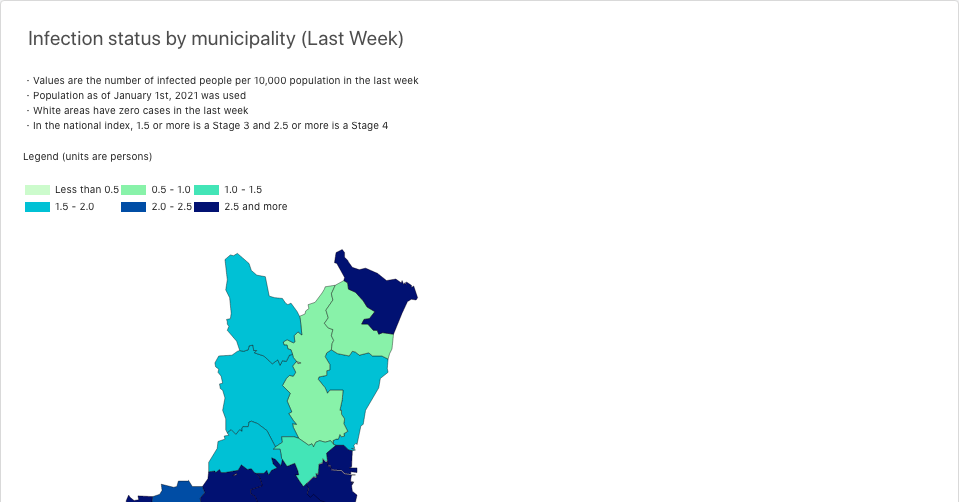 Infection status by municipality (Last Week)
· Values are the number of infected people per 10,000 population in the last week
· Population as of January 1st, 2021 was used
· White areas have zero cases in the last week
· In the national index, 1.5 or more is a Stage 3 and 2.5 or more is a Stage 4
Legend (units are persons)
Less than 0.5 0.5 - 1.0 1.0 - 1.5
1.5 - 2.0 2.0 - 2.5 2.5 and more